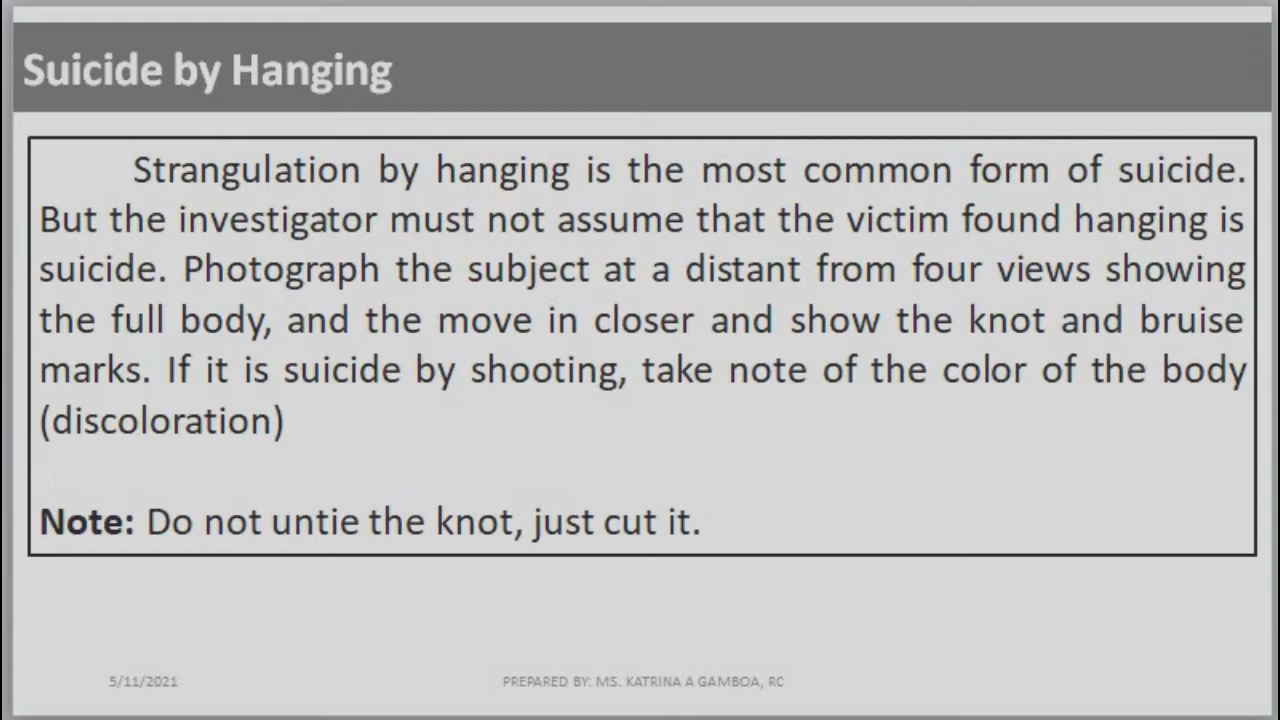 Suicide by Hanging
Strangulation by hanging is the most common form of suicide.
But the investigator must not assume that the victim found hanging is
suicide. Photograph the subject at a distant from four views showing
the full body, and the move in closer and show the knot and bruise
marks. If it is suicide by shooting, take note of the color of the body
(discoloration)
Note: Do not untie the knot, just cut it.
5/11/2021
PREPARED BY: MS. KATRINA A GAMBOA, RC